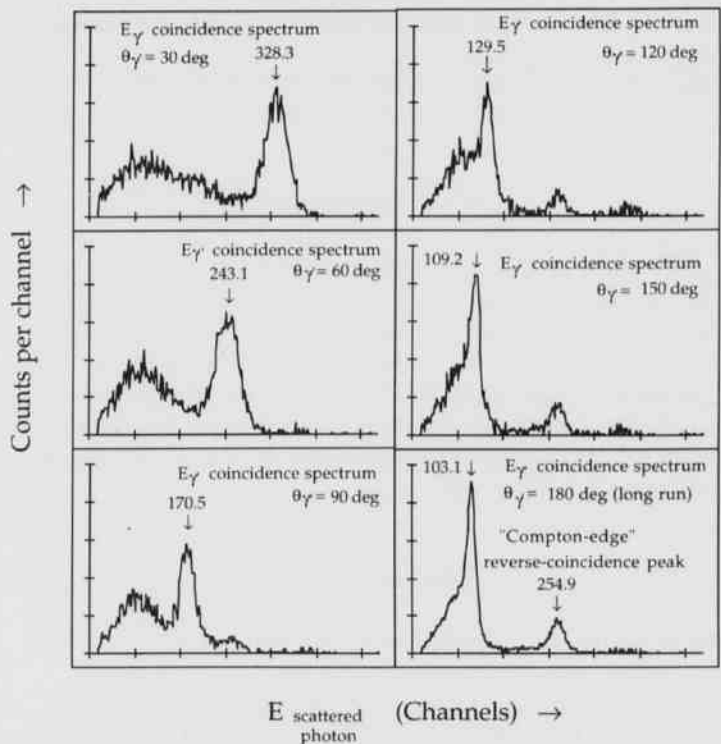 Eγ coincidence spectrum
θγ = 30 deg
328.3
↓
129.5
↓
Eγ coincidence spectrum
θγ = 120 deg
Eγ' coincidence spectrum
θγ = 60 deg
243.1
↓
109.2
↓
Eγ coincidence spectrum
θγ = 150 deg
Eγ coincidence spectrum
θγ = 90 deg
170.5
↓
103.1
↓
Eγ coincidence spectrum
θγ = 180 deg (long run)
"Compton-edge"
reverse-coincidence peak
254.9
↓
Counts per channel →
E scattered photon (Channels) →